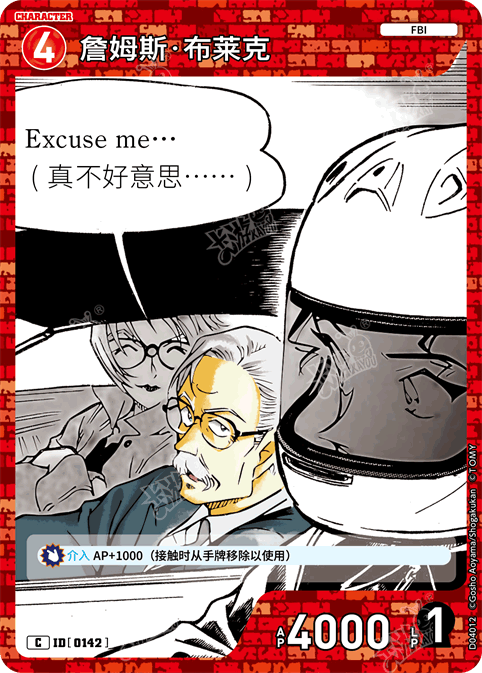 CHARACTER
4
詹姆斯·布莱克
FBI
Excuse me…
(真不好意思……)
介入 AP+1000（接触时从手牌移除以使用）
C ID[0142]
AP 4000 LP 1
D04012 ©Gosho Aoyama/Shogakukan ©TOMY